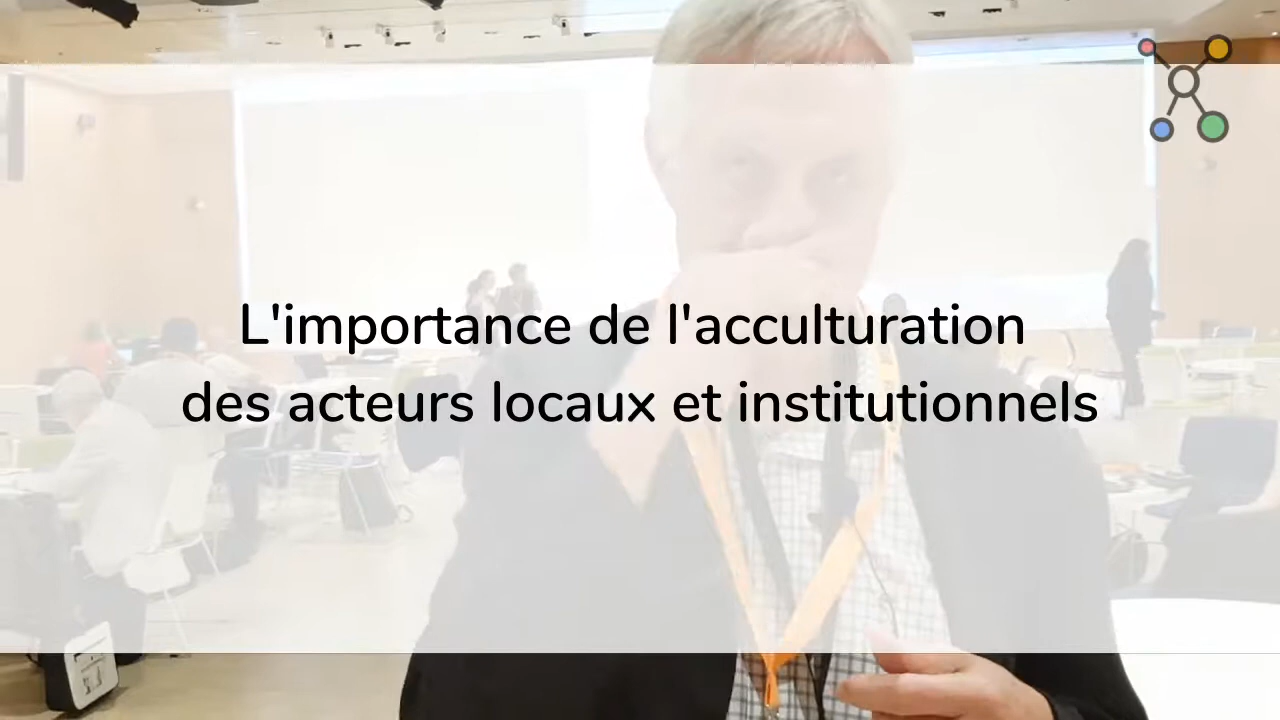 L'importance de l'acculturation
des acteurs locaux et institutionnels